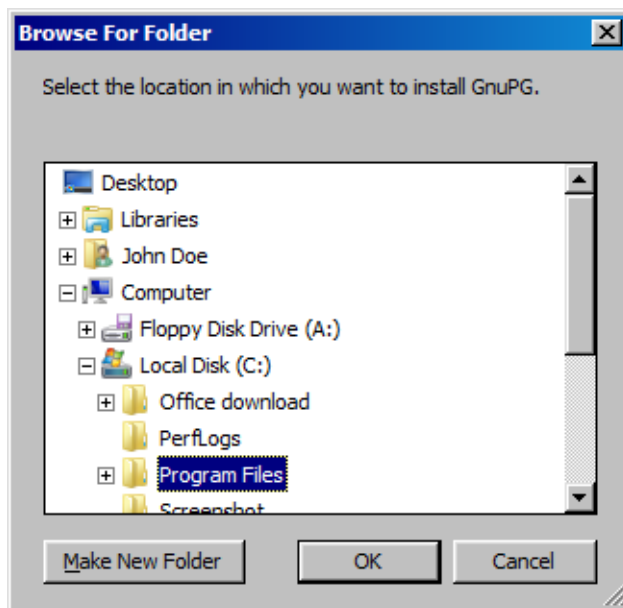 Browse For Folder
Select the location in which you want to install GnuPG.
Desktop
Libraries
John Doe
Computer
Floppy Disk Drive (A:)
Local Disk (C:)
Office download
PerfLogs
Program Files
Screenshot
Make New Folder
OK
Cancel